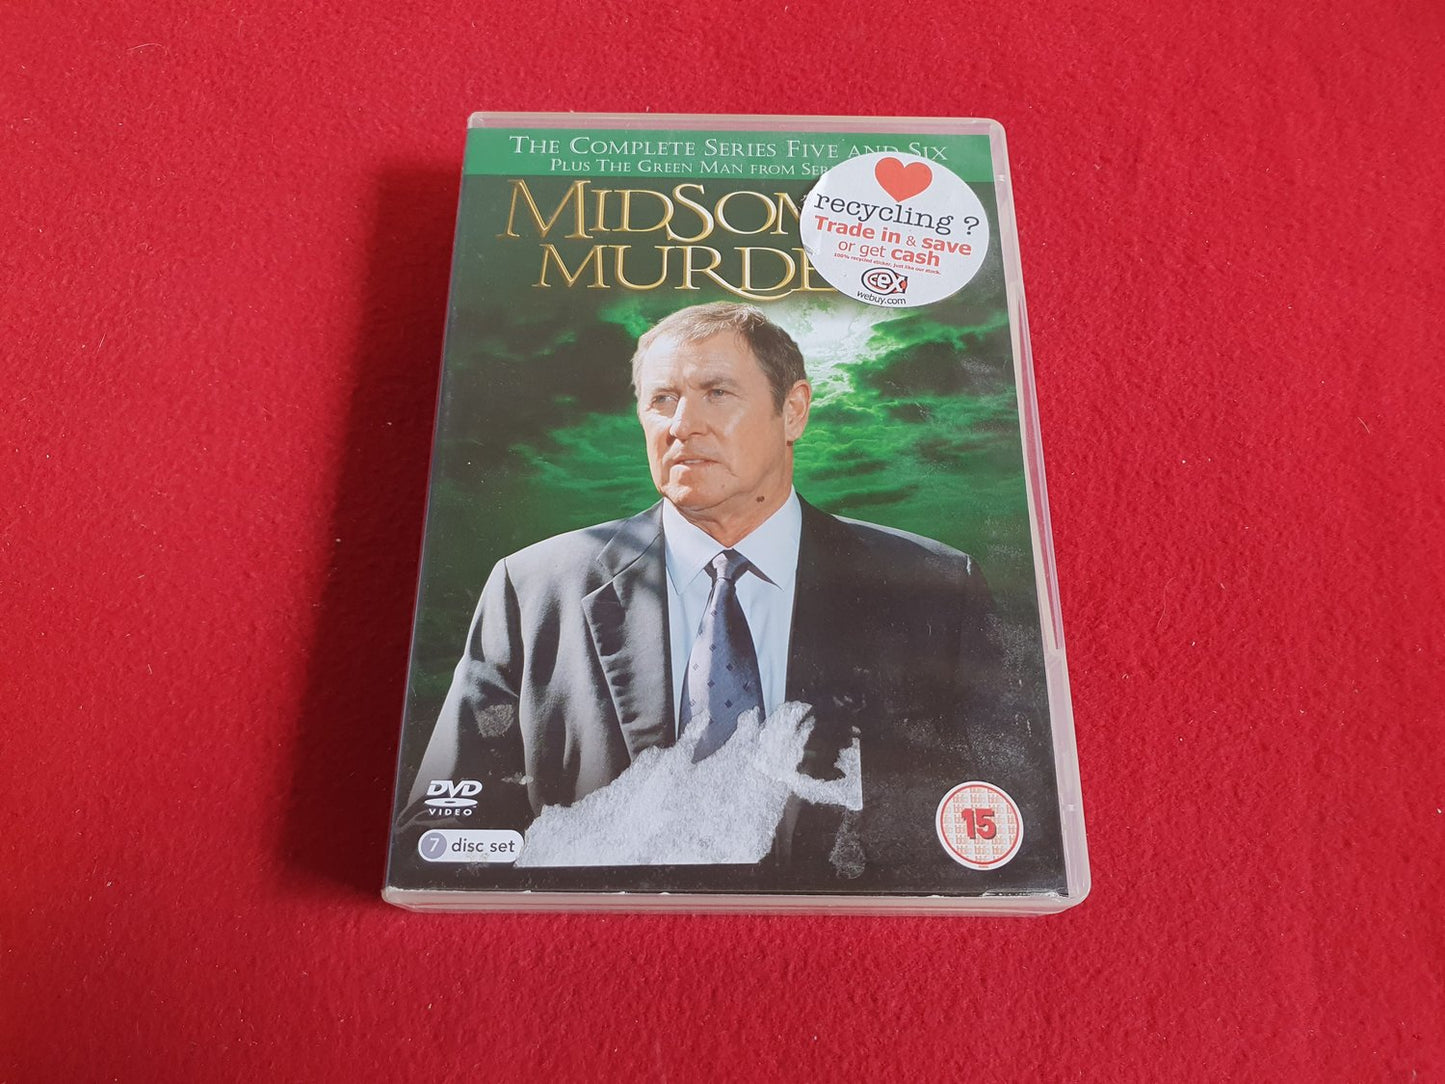 THE COMPLETE SERIES FIVE AND SIX
PLUS THE GREEN MAN FROM
MIDSOM
MURDE
recycling ?
Trade in & save
or get cash
100% recycled sticker, just like our stock.
cex
webuy.com
DVD
VIDEO
7 disc set
15